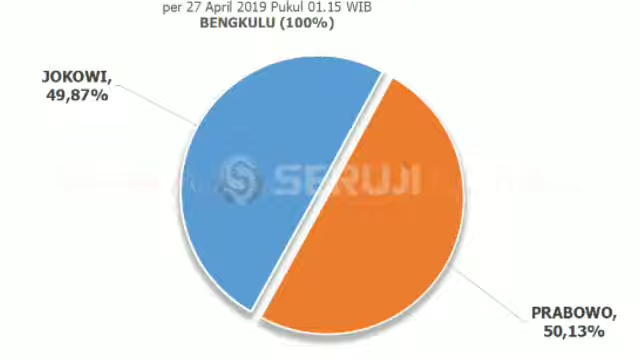 per 27 April 2019 Pukul 01.15 WIB
BENGKULU (100%)
JOKOWI,
49,87%
SERUJI
PRABOWO,
50,13%